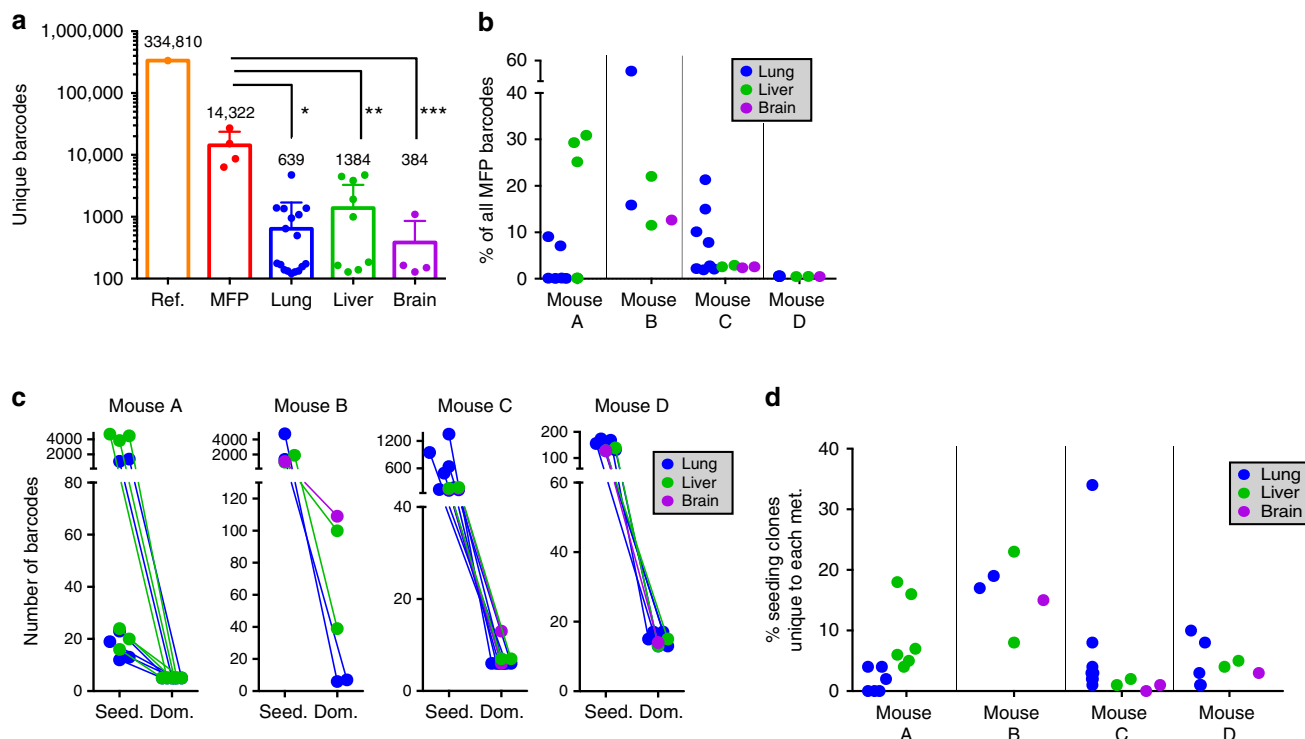 a
Unique barcodes
1,000,000
100,000
10,000
1000
100
334,810
14,322
639
1384
384
*
**
***
Ref.
MFP
Lung
Liver
Brain
b
% of all MFP barcodes
60
40
30
20
10
0
Lung
Liver
Brain
Mouse A
Mouse B
Mouse C
Mouse D
c
Number of barcodes
Mouse A
4000
2000
80
60
40
20
0
Seed. Dom.
Mouse B
4000
2000
120
100
80
60
40
20
0
Seed. Dom.
Mouse C
1200
600
40
20
0
Seed. Dom.
Mouse D
200
100
60
40
20
0
Seed. Dom.
Lung
Liver
Brain
d
% seeding clones
unique to each met.
40
30
20
10
0
Lung
Liver
Brain
Mouse A
Mouse B
Mouse C
Mouse D